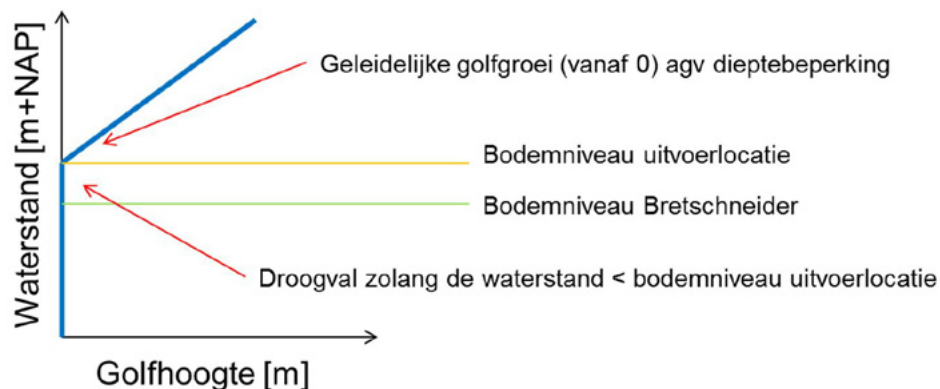 Waterstand [m+NAP]
Geleidelijke golfgroei (vanaf 0) agv dieptebeperking
Bodemniveau uitvoerlocatie
Bodemniveau Bretschneider
Droogval zolang de waterstand < bodemniveau uitvoerlocatie
Golfhoogte [m]